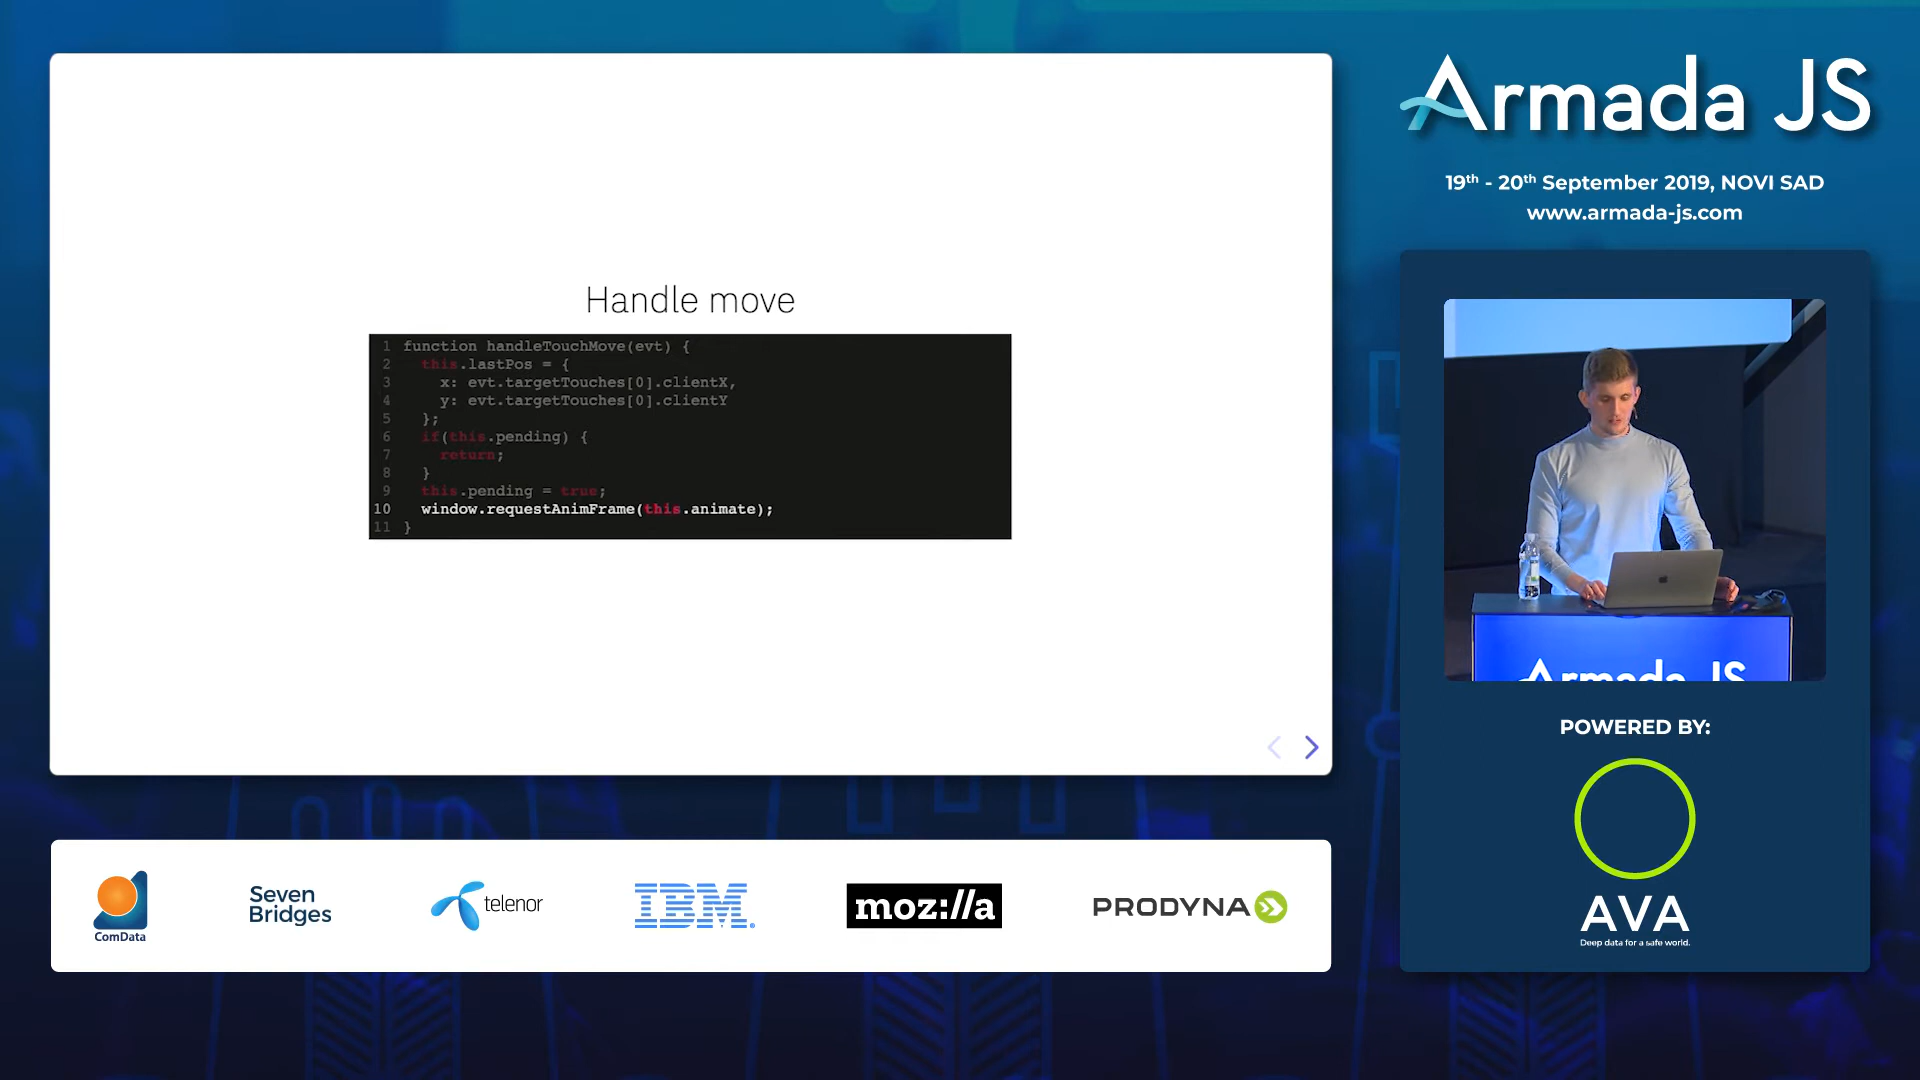 Handle move
1 function handleTouchMove(evt) {
2 this.lastPos = {
3 x: evt.targetTouches[0].clientX,
4 y: evt.targetTouches[0].clientY
5 };
6 if(this.pending) {
7 return;
8 }
9 this.pending = true;
10 window.requestAnimFrame(this.animate);
11 }
Armada JS
19th - 20th September 2019, NOVI SAD
www.armada-js.com
Armada JS
POWERED BY:
AVA
Deep data for a safe world.
ComData
Seven
Bridges
telenor
IBM®
moz://a
PRODYNA